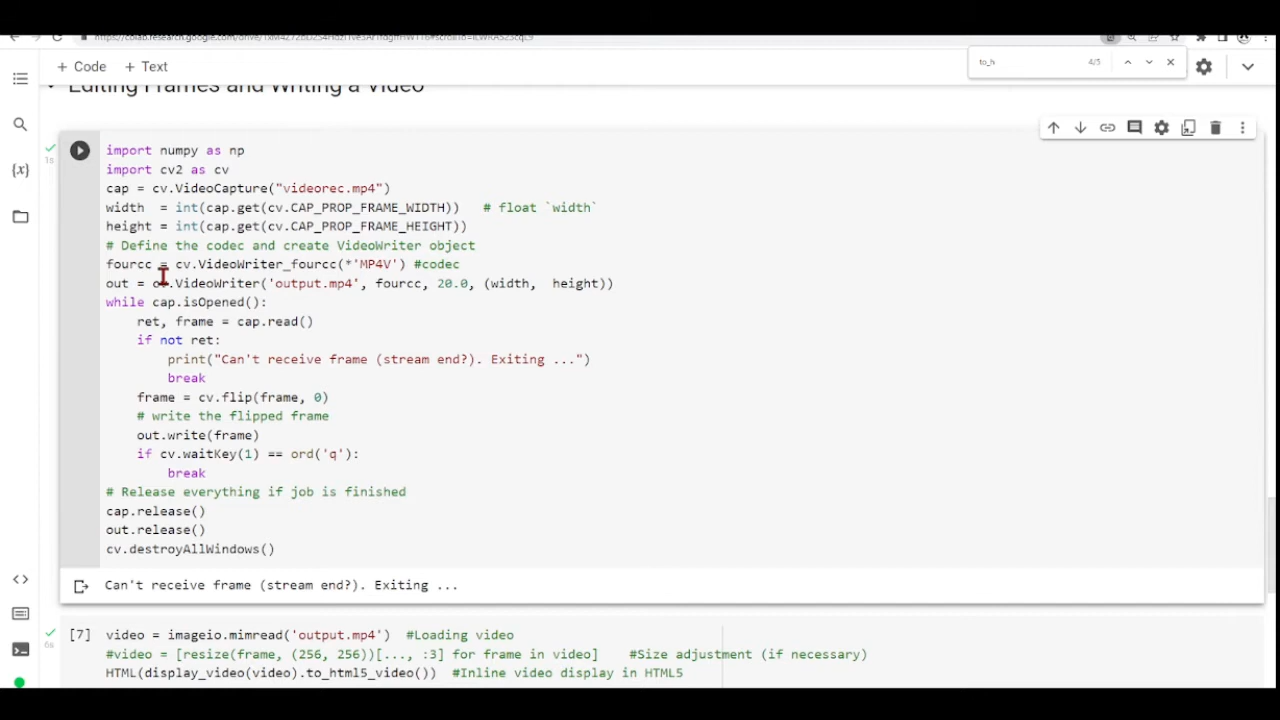 + Code + Text
to_h 4/5
Editing Frames and Writing a Video
1s
{x}
import numpy as np
import cv2 as cv
cap = cv.VideoCapture("videorec.mp4")
width = int(cap.get(cv.CAP_PROP_FRAME_WIDTH)) # float `width`
height = int(cap.get(cv.CAP_PROP_FRAME_HEIGHT))
# Define the codec and create VideoWriter object
fourcc = cv.VideoWriter_fourcc(*'MP4V') #codec
out = cv.VideoWriter('output.mp4', fourcc, 20.0, (width, height))
while cap.isOpened():
ret, frame = cap.read()
if not ret:
print("Can't receive frame (stream end?). Exiting ...")
break
frame = cv.flip(frame, 0)
# write the flipped frame
out.write(frame)
if cv.waitKey(1) == ord('q'):
break
# Release everything if job is finished
cap.release()
out.release()
cv.destroyAllWindows()
Can't receive frame (stream end?). Exiting ...
6s
[7] video = imageio.mimread('output.mp4') #Loading video
#video = [resize(frame, (256, 256))[..., :3] for frame in video] #Size adjustment (if necessary)
HTML(display_video(video).to_html5_video()) #Inline video display in HTML5